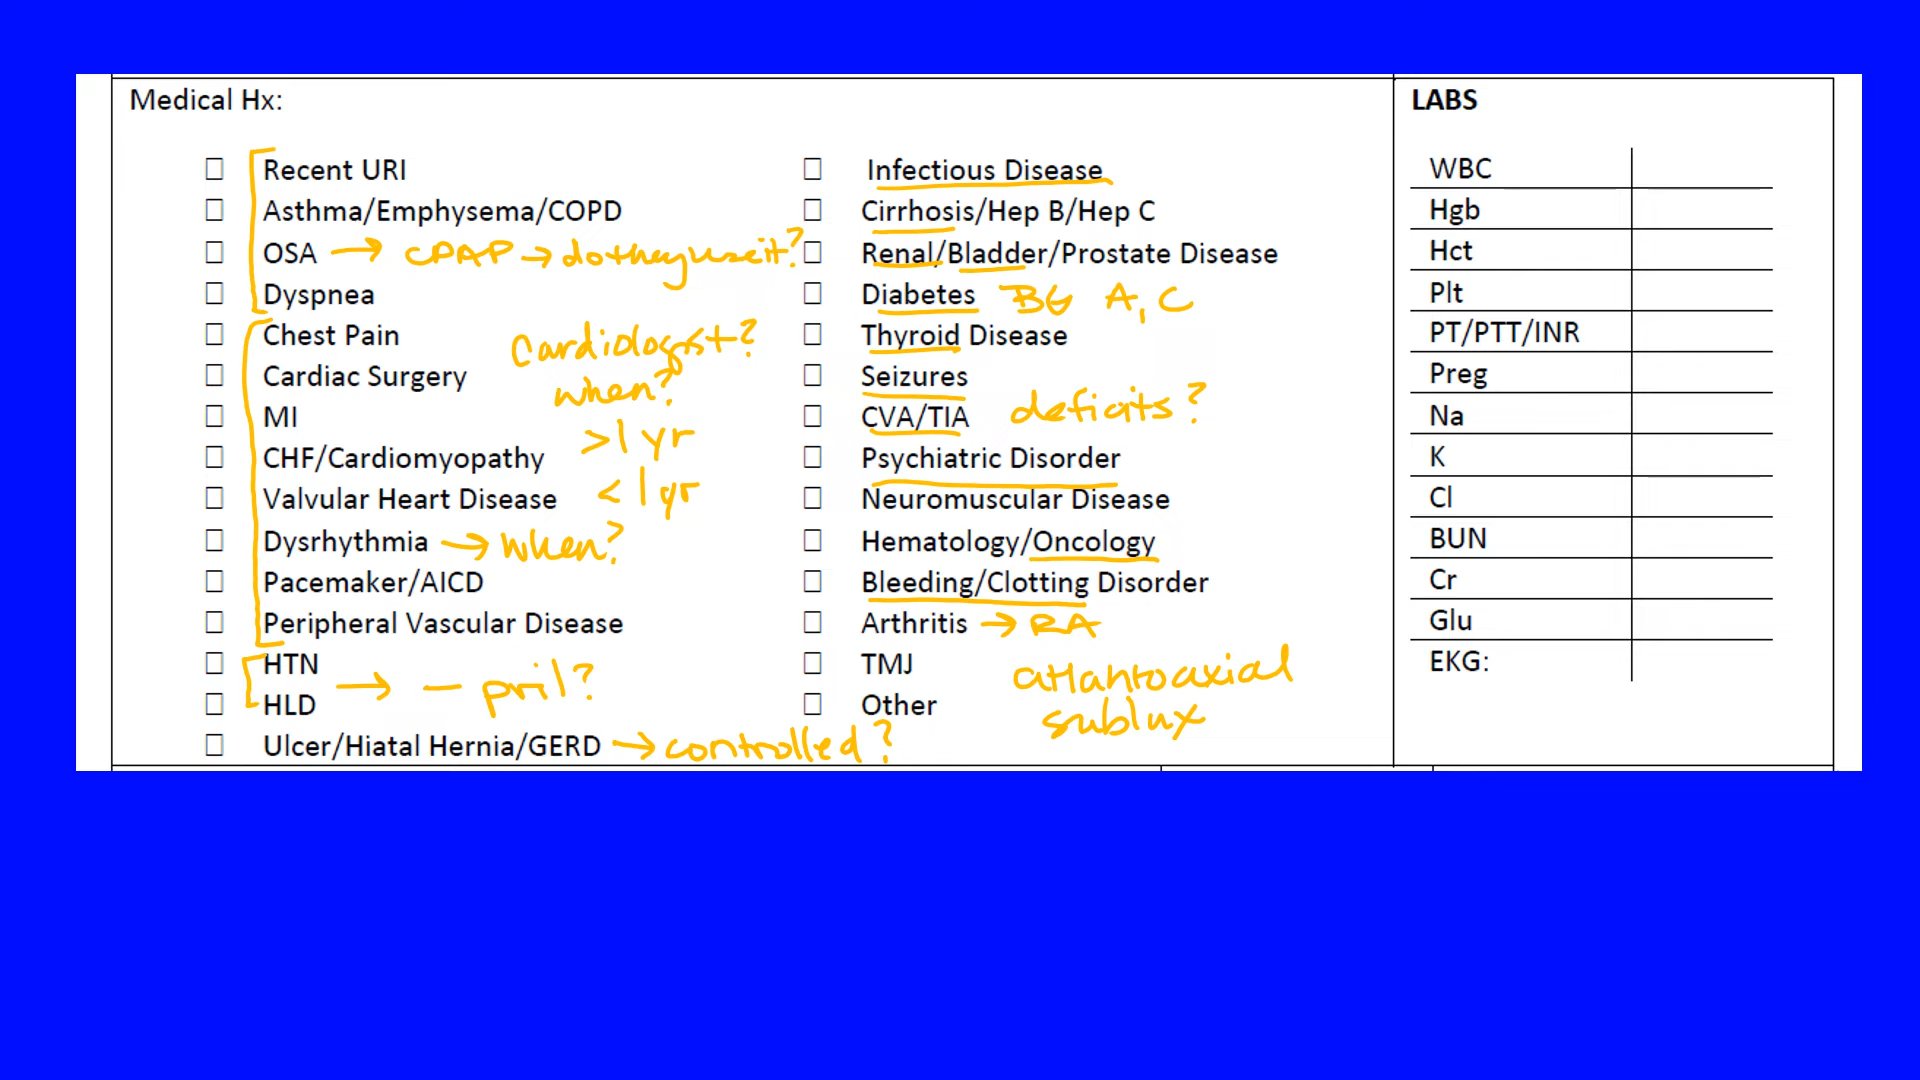 Medical Hx:
Recent URI
Asthma/Emphysema/COPD
OSA → CPAP → do they use it?
Dyspnea
Chest Pain
cardiologist?
Cardiac Surgery
when?
MI
>1 yr
CHF/Cardiomyopathy
Valvular Heart Disease
<1 yr
Dysrhythmia → when?
Pacemaker/AICD
Peripheral Vascular Disease
HTN
→ -pril?
HLD
Ulcer/Hiatal Hernia/GERD → controlled?
Infectious Disease
Cirrhosis/Hep B/Hep C
Renal/Bladder/Prostate Disease
Diabetes BG A1C
Thyroid Disease
Seizures
CVA/TIA deficits?
Psychiatric Disorder
Neuromuscular Disease
Hematology/Oncology
Bleeding/Clotting Disorder
Arthritis → RA
TMJ
atlantoaxial
Other
sublux
LABS
WBC
Hgb
Hct
Plt
PT/PTT/INR
Preg
Na
K
Cl
BUN
Cr
Glu
EKG: